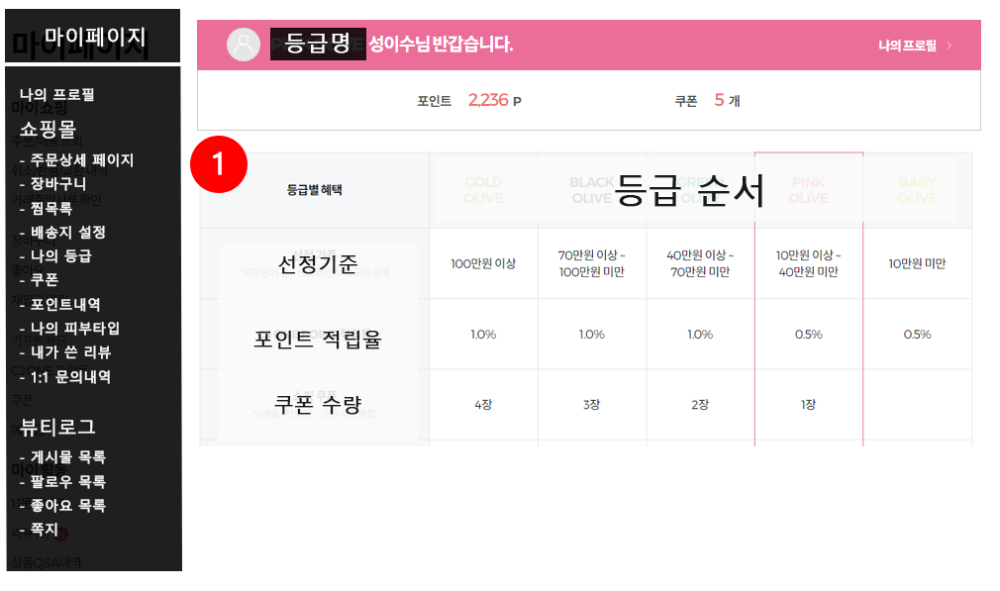 마이페이지
나의 프로필
쇼핑몰
- 주문상세 페이지
- 장바구니
- 찜목록
- 배송지 설정
- 나의 등급
- 쿠폰
- 포인트내역
- 나의 피부타입
- 내가 쓴 리뷰
- 1:1 문의내역
뷰티로그
- 게시물 목록
- 팔로우 목록
- 좋아요 목록
- 쪽지
상품Q&A내역
등급명 성이수님 반갑습니다. 나의 프로필 >
포인트 2,236 P 쿠폰 5 개
1
등급별 혜택 GOLD OLIVE BLACK OLIVE GREEN OLIVE PINK OLIVE BABY OLIVE
등급 순서
선정기준 100만원 이상 70만원 이상 ~ 100만원 미만 40만원 이상 ~ 70만원 미만 10만원 이상 ~ 40만원 미만 10만원 미만
포인트 적립율 1.0% 1.0% 1.0% 0.5% 0.5%
쿠폰 수량 4장 3장 2장 1장